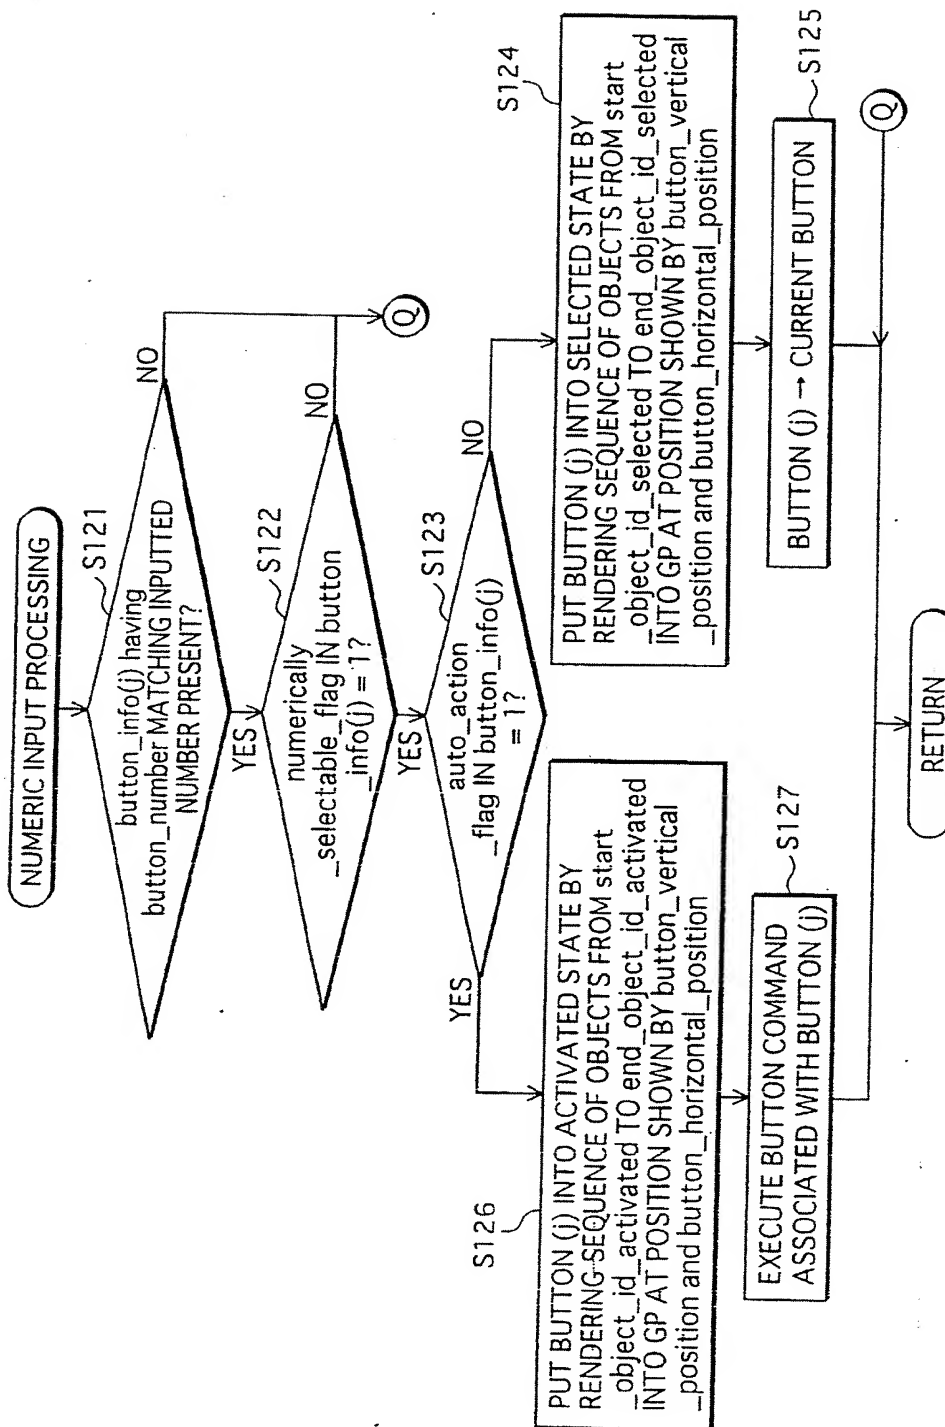 NUMERIC INPUT PROCESSING
S121
button_info(j) having
button_number MATCHING INPUTTED
NUMBER PRESENT?
NO
YES
S122
numerically
_selectable_flag IN button
_info(j) = 1?
NO
Q
YES
S123
auto_action
_flag IN button_info(j)
= 1?
YES
NO
S126
PUT BUTTON (j) INTO ACTIVATED STATE BY
RENDERING SEQUENCE OF OBJECTS FROM start
_object_id_activated TO end_object_id_activated
INTO GP AT POSITION SHOWN BY button_vertical
_position and button_horizontal_position
S124
PUT BUTTON (j) INTO SELECTED STATE BY
RENDERING SEQUENCE OF OBJECTS FROM start
_object_id_selected TO end_object_id_selected
INTO GP AT POSITION SHOWN BY button_vertical
_position and button_horizontal_position
S127
EXECUTE BUTTON COMMAND
ASSOCIATED WITH BUTTON (j)
S125
BUTTON (j) → CURRENT BUTTON
Q
RETURN